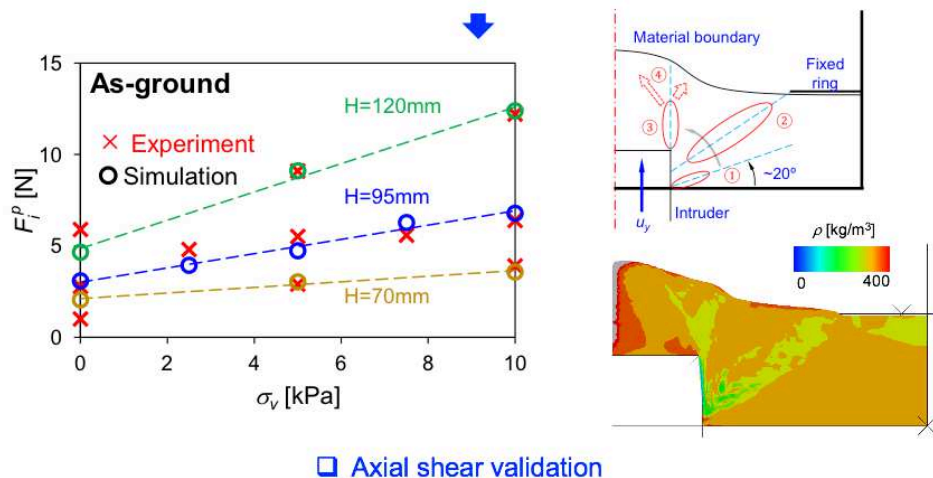 As-ground
Experiment
Simulation
H=120mm
H=95mm
H=70mm
15
10
5
0
0 2 4 6 8 10
F_i^p [N]
σ_v [kPa]
Material boundary
Fixed
ring
④
③
②
①
~20°
Intruder
u_y
ρ [kg/m³]
0 400
Axial shear validation